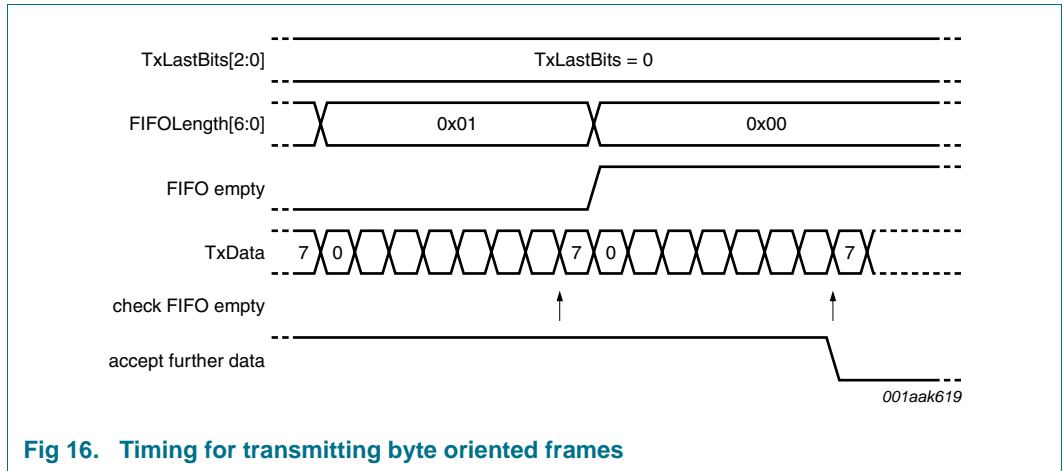 TxLastBits[2:0] TxLastBits = 0
FIFOLength[6:0] 0x01 0x00
FIFO empty
TxData 7 0 7 0 7
check FIFO empty
accept further data
001aak619
Fig 16. Timing for transmitting byte oriented frames